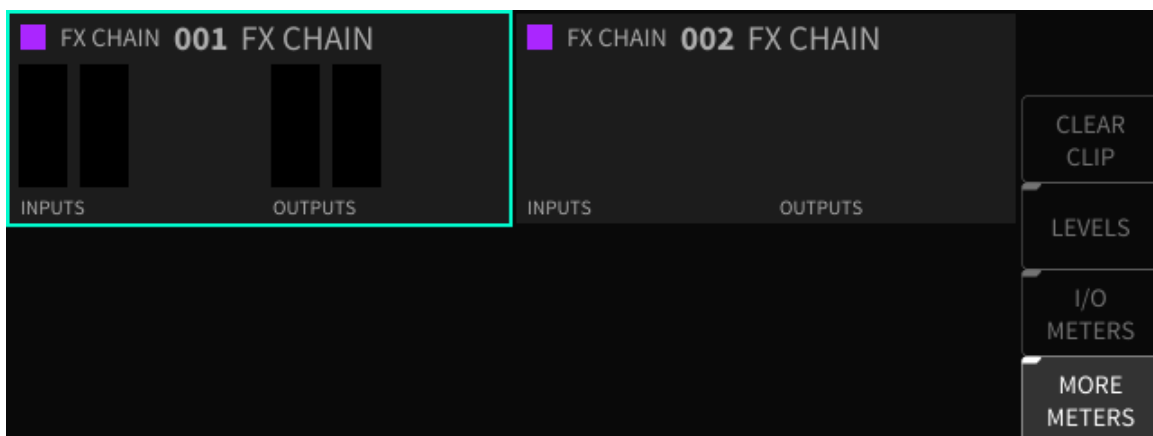 FX CHAIN 001 FX CHAIN
INPUTS OUTPUTS
FX CHAIN 002 FX CHAIN
INPUTS OUTPUTS
CLEAR
CLIP
LEVELS
I/O
METERS
MORE
METERS